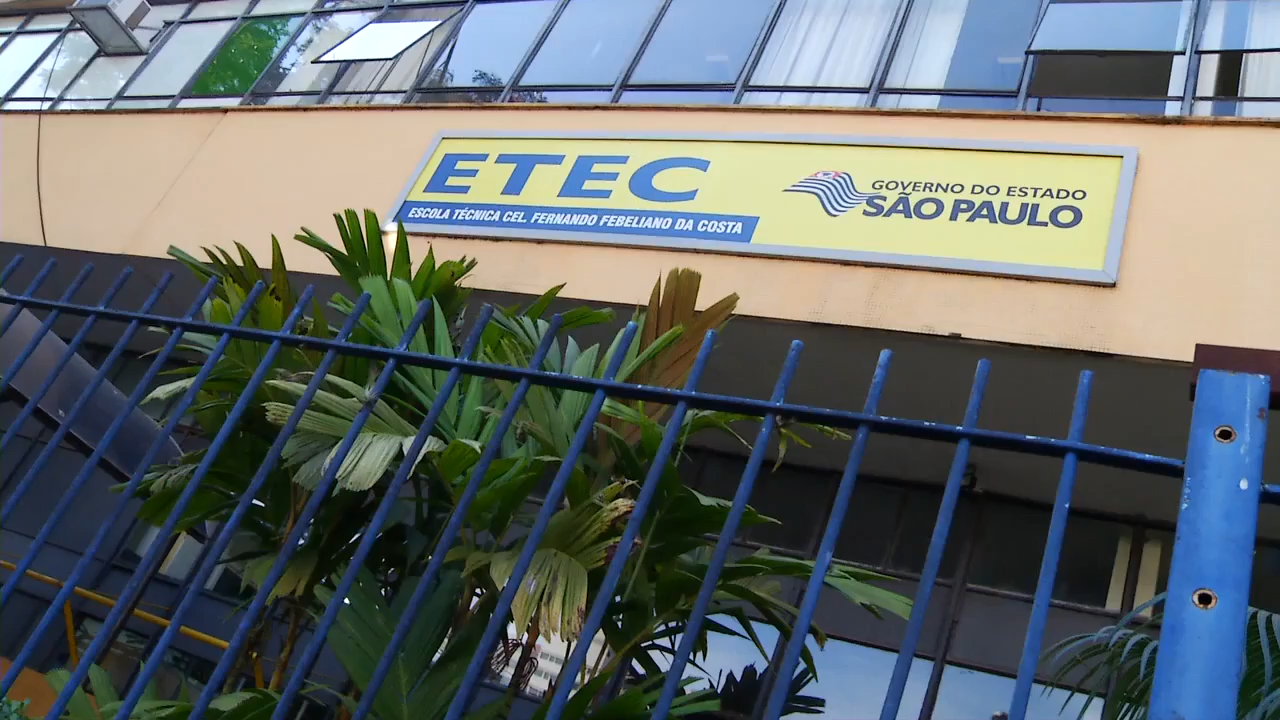 ETEC
ESCOLA TÉCNICA CEL. FERNANDO FEBELIANO DA COSTA
GOVERNO DO ESTADO
SÃO PAULO